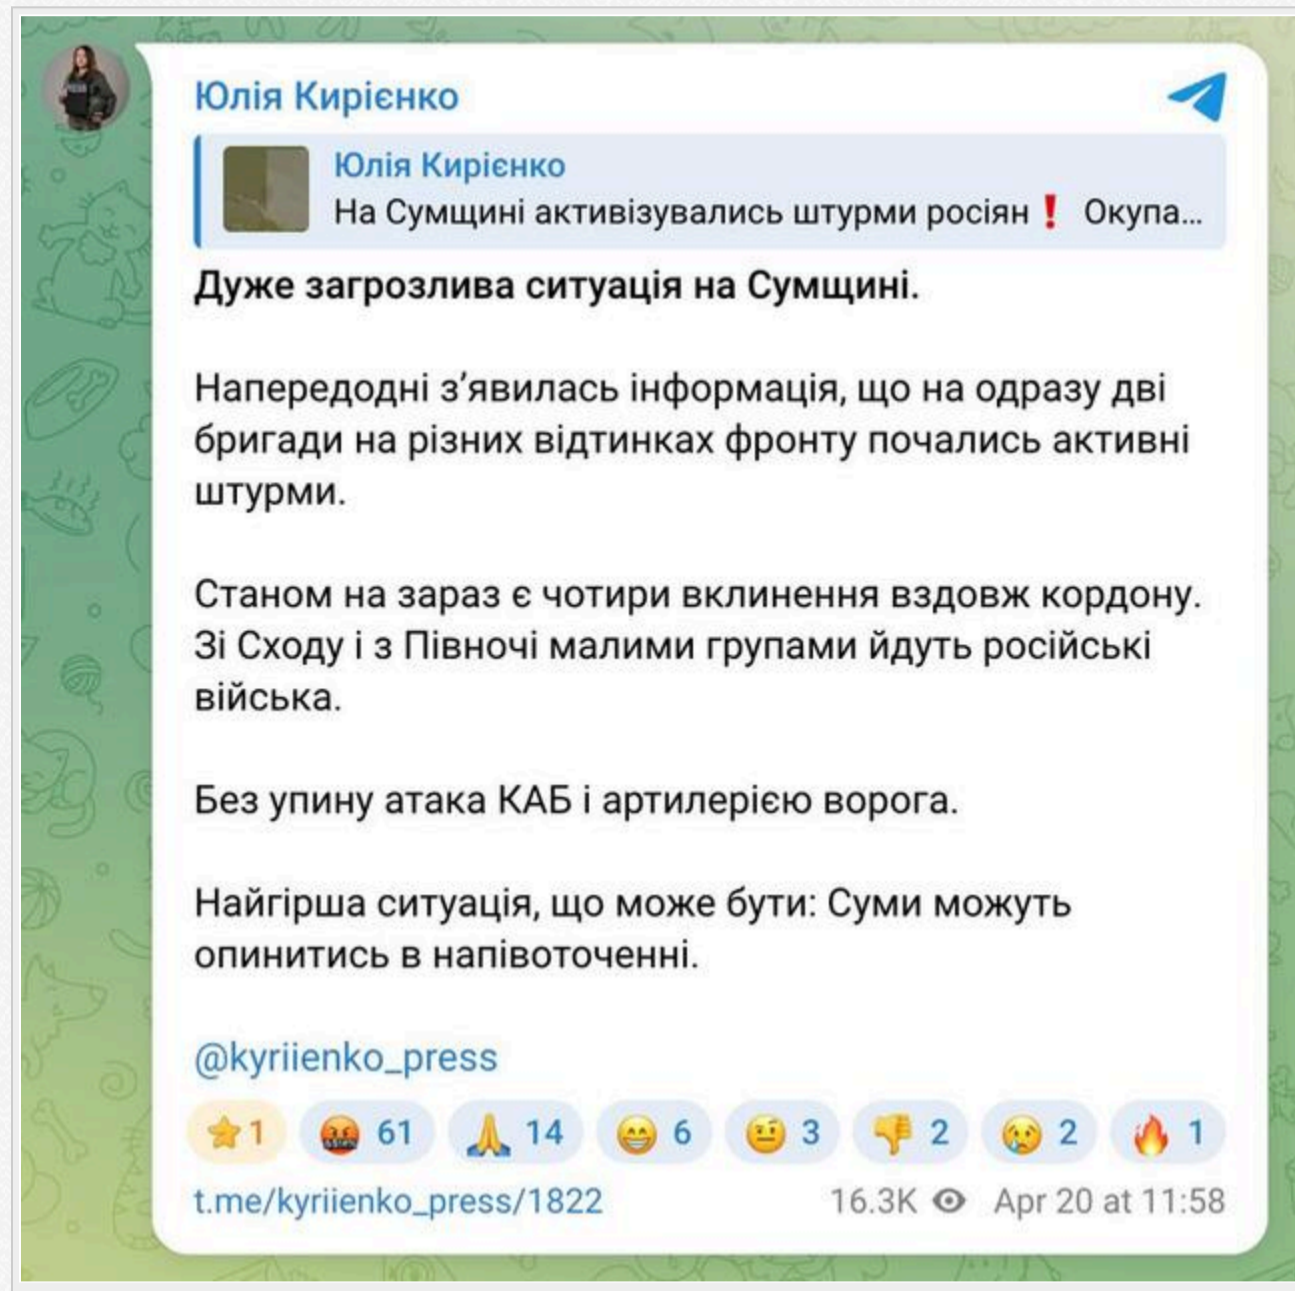 Юлія Кирієнко
Юлія Кирієнко
На Сумщині активізувались штурми росіян❗ Окупа...
Дуже загрозлива ситуація на Сумщині.
Напередодні з’явилась інформація, що на одразу дві
бригади на різних відтинках фронту почались активні
штурми.
Станом на зараз є чотири вклинення вздовж кордону.
Зі Сходу і з Півночі малими групами йдуть російські
війська.
Без упину атака КАБ і артилерією ворога.
Найгірша ситуація, що може бути: Суми можуть
опинитись в напівоточенні.
@kyriienko_press
⭐1 🤬 61 🙏 14 😁 6 🤨 3 👎 2 😢 2 🔥 1
t.me/kyriienko_press/1822 16.3K Apr 20 at 11:58